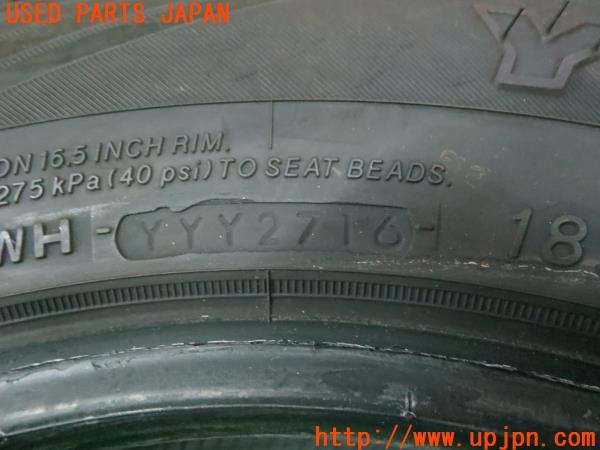 USED PARTS JAPAN
Y
ON 16.5 INCH RIM.
275 kPa (40 psi) TO SEAT BEADS.
WH - YYY2716 - 18
http://www.upjpn.com/